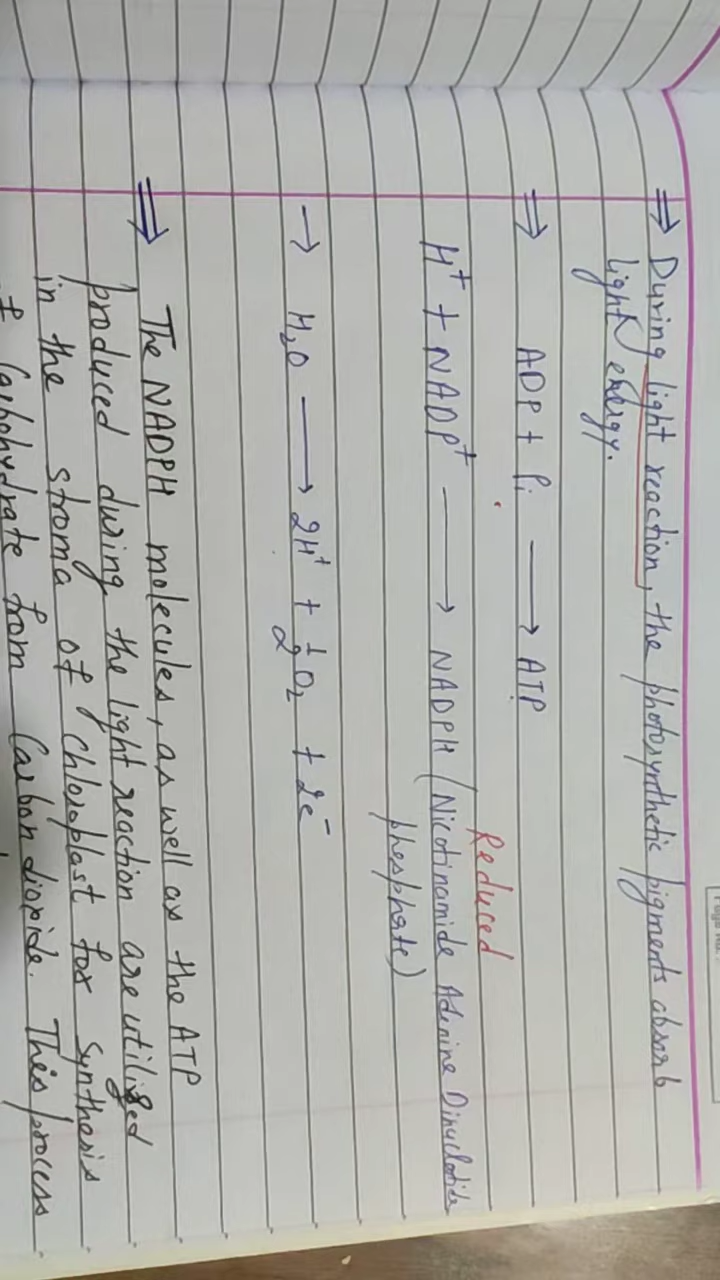 ⇒ During light reaction, the photosynthetic pigments absorb
light energy.
⇒ ADP + Pi ⟶ ATP
Reduced
H⁺ + NADP⁺ ⟶ NADPH (Nicotinamide Adinine Dinucleotide
phosphate)
→ H₂O ⟶ 2H⁺ + ½O₂ + 2e⁻
⇒ The NADPH molecules, as well as the ATP
produced during the light reaction are utilized
in the stroma of chloroplast for synthesis
of Carbohydrate from Carbon dioxide. This process